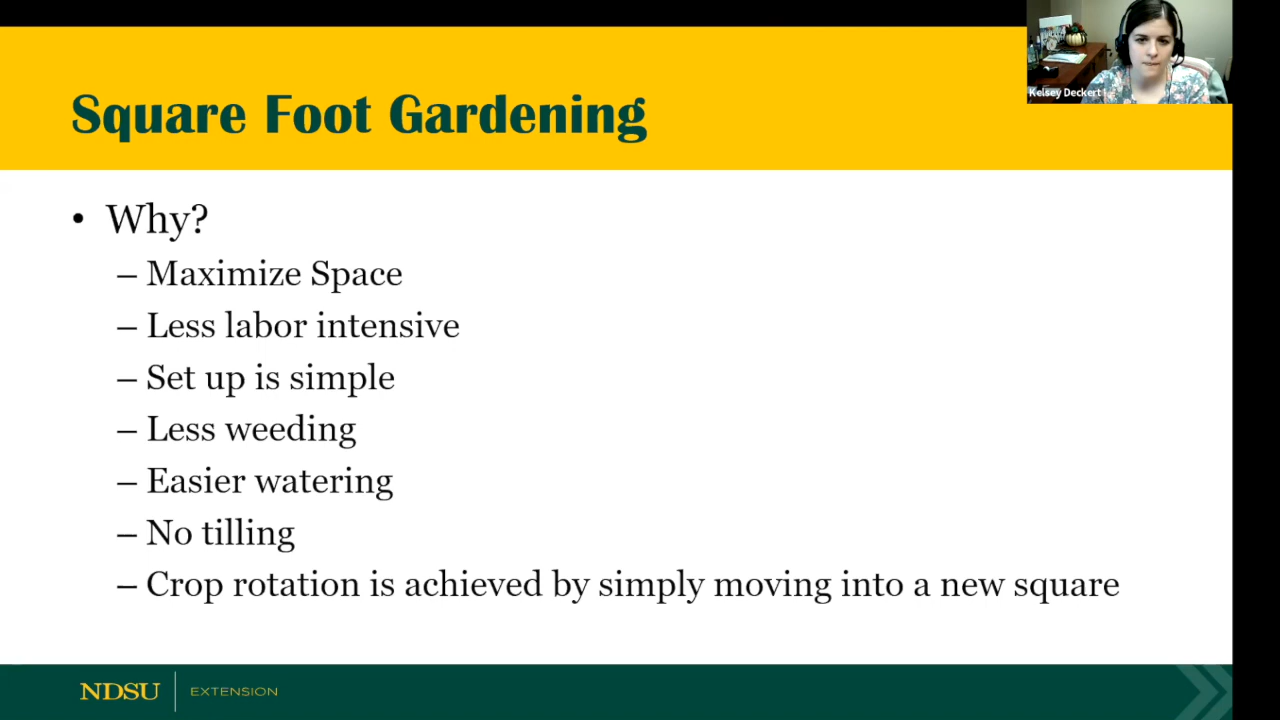 Square Foot Gardening
Kelsey Deckert
• Why?
– Maximize Space
– Less labor intensive
– Set up is simple
– Less weeding
– Easier watering
– No tilling
– Crop rotation is achieved by simply moving into a new square
NDSU EXTENSION